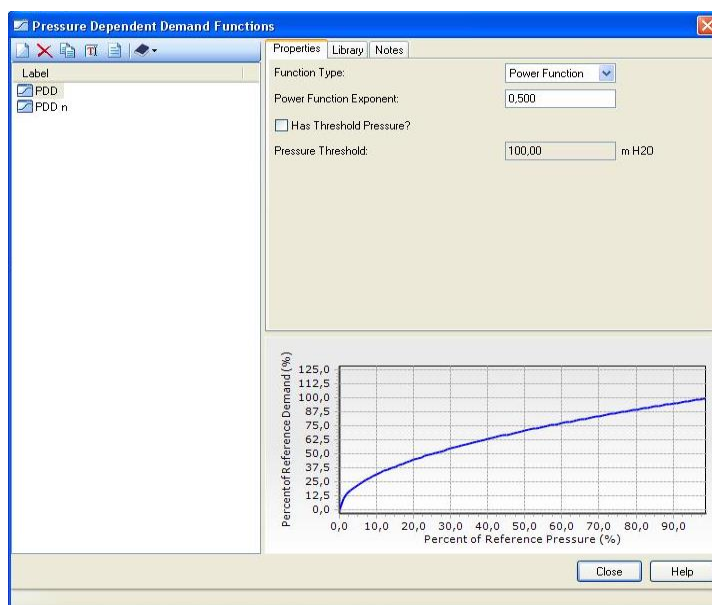 Pressure Dependent Demand Functions
Label
PDD
PDD n
Properties Library Notes
Function Type: Power Function
Power Function Exponent: 0,500
Has Threshold Pressure?
Pressure Threshold: 100,00 m H2O
Percentof Reference Demand (%)
125,0
112,5
100,0
87,5
75,0
62,5
50,0
37,5
25,0
12,5
0,0
0,0 10,0 20,0 30,0 40,0 50,0 60,0 70,0 80,0 90,0
Percent of Reference Pressure (%)
Close Help